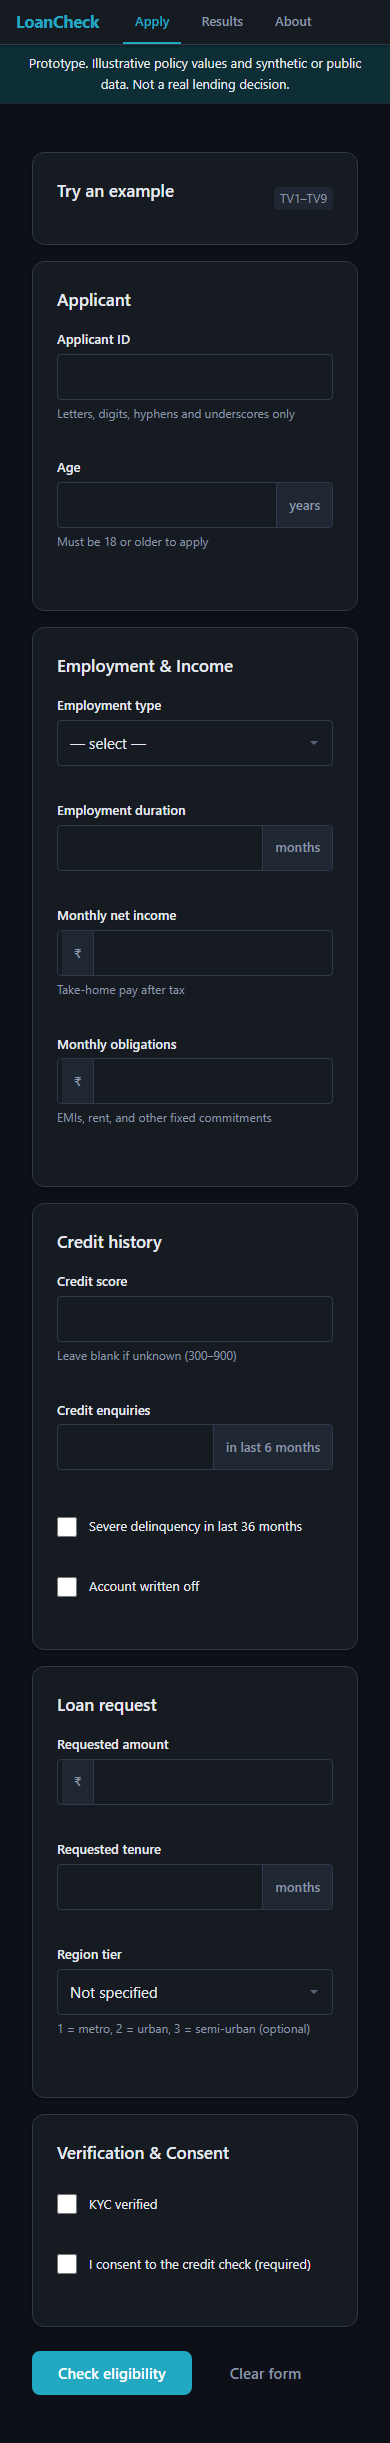 LoanCheck Apply Results About
Prototype. Illustrative policy values and synthetic or public
data. Not a real lending decision.
Try an example
TV1–TV9
Applicant
Applicant ID
Letters, digits, hyphens and underscores only
Age
years
Must be 18 or older to apply
Employment & Income
Employment type
— select —
Employment duration
months
Monthly net income
₹
Take-home pay after tax
Monthly obligations
₹
EMIs, rent, and other fixed commitments
Credit history
Credit score
Leave blank if unknown (300–900)
Credit enquiries
in last 6 months
Severe delinquency in last 36 months
Account written off
Loan request
Requested amount
₹
Requested tenure
months
Region tier
Not specified
1 = metro, 2 = urban, 3 = semi-urban (optional)
Verification & Consent
KYC verified
I consent to the credit check (required)
Check eligibility Clear form